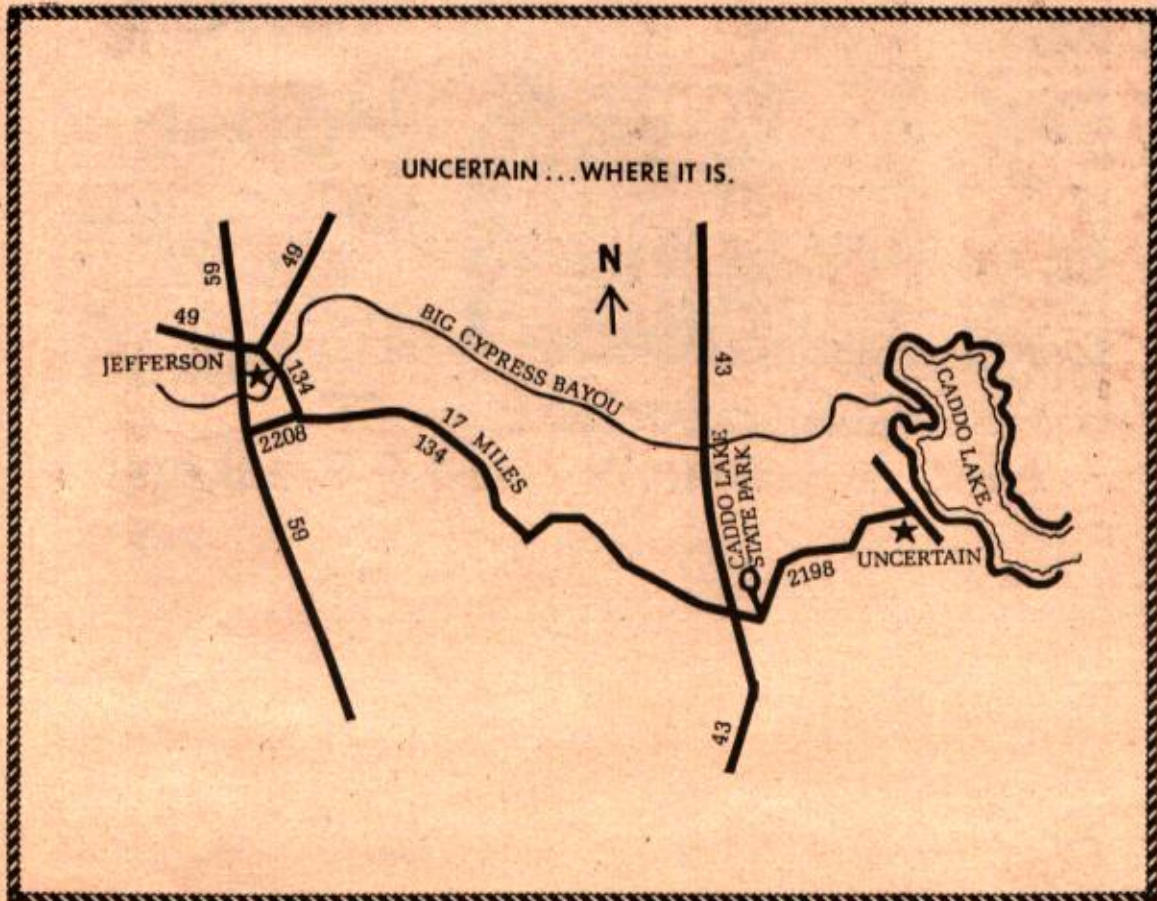 UNCERTAIN...WHERE IT IS.
59
49
49
N
JEFFERSON
134
BIG CYPRESS BAYOU
43
CADDO LAKE
2208
17 MILES
134
CADDO LAKE
STATE PARK
59
2198
UNCERTAIN
43